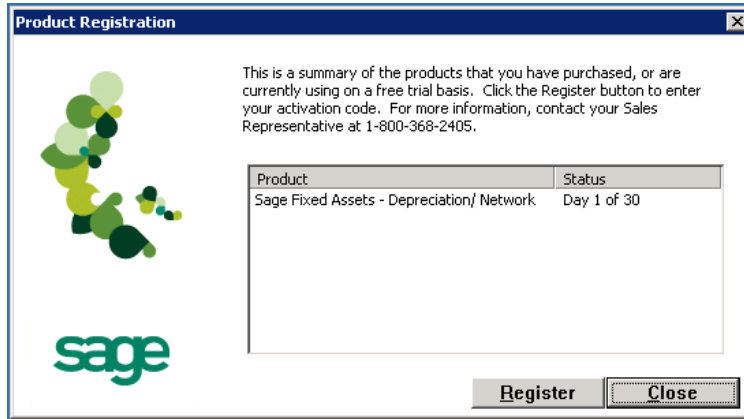 Product Registration
This is a summary of the products that you have purchased, or are
currently using on a free trial basis.  Click the Register button to enter
your activation code.  For more information, contact your Sales
Representative at 1-800-368-2405.
Product Status
Sage Fixed Assets - Depreciation/ Network Day 1 of 30
sage
Register Close